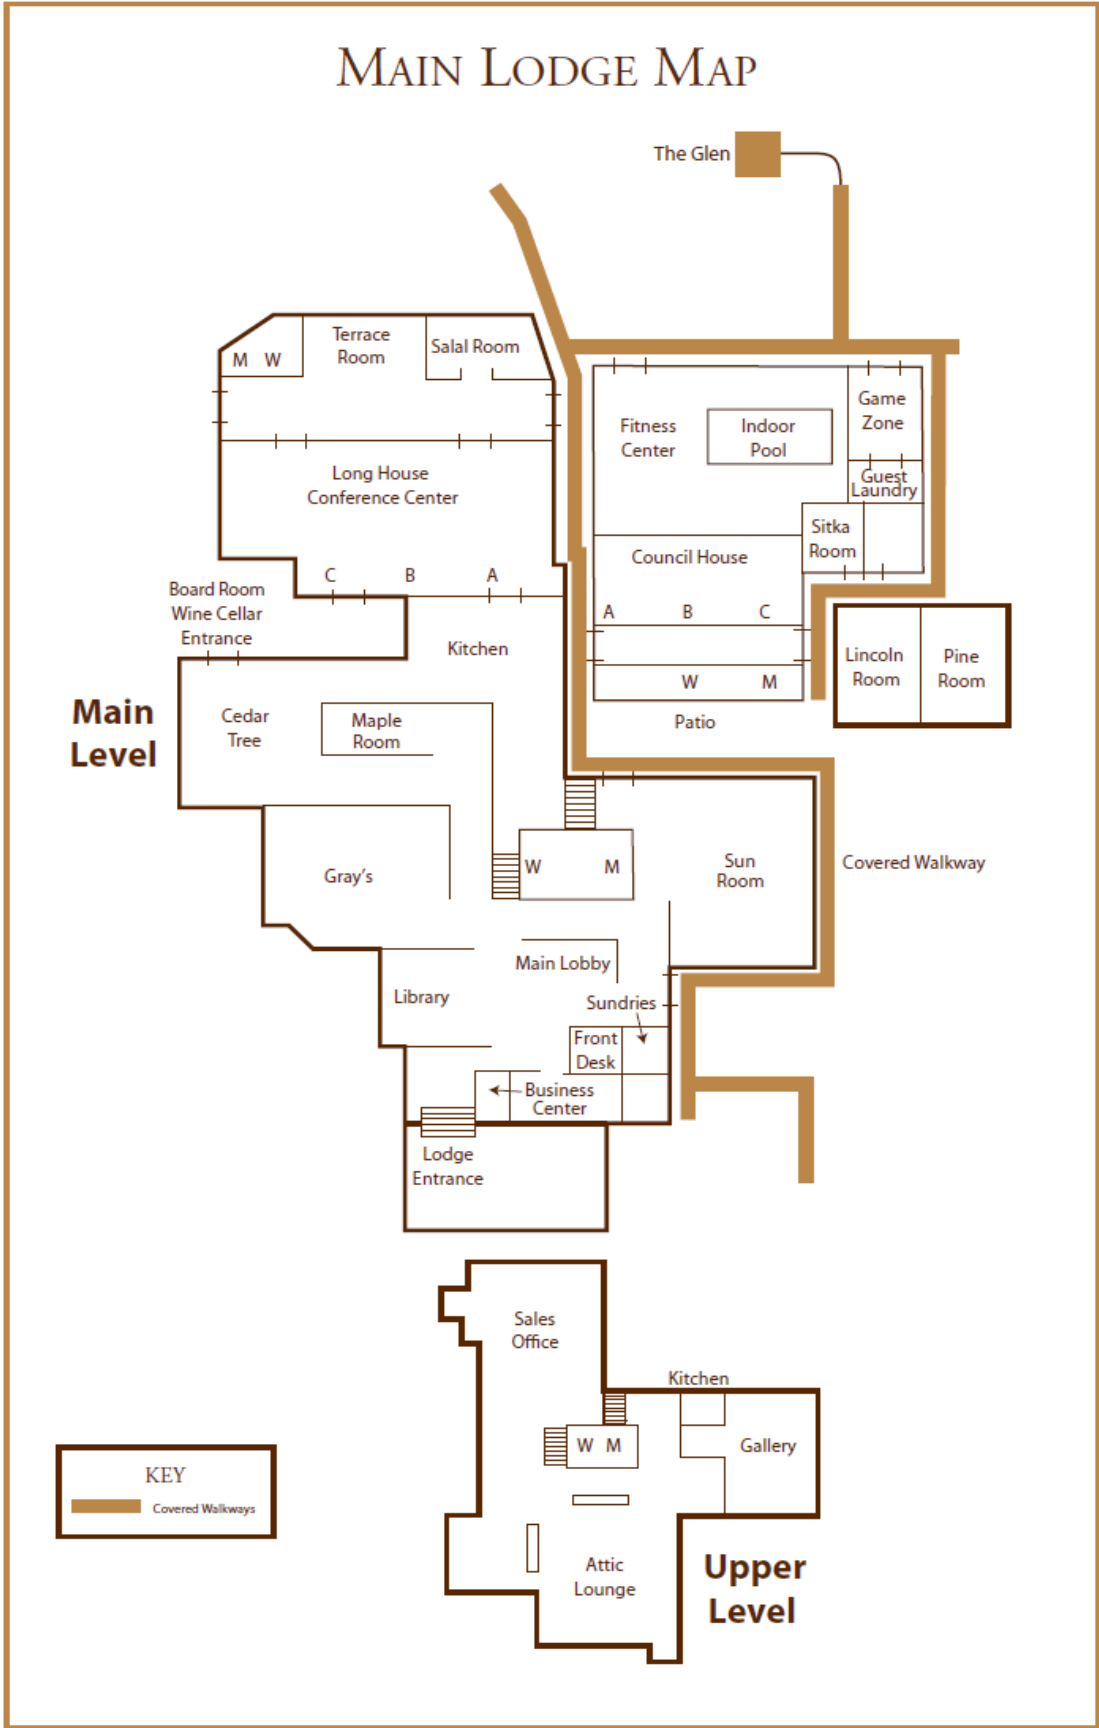 MAIN LODGE MAP
The Glen
Terrace
Room
Salal Room
M W
Long House
Conference Center
C B A
Fitness
Center
Indoor
Pool
Game
Zone
Guest
Laundry
Sitka
Room
Council House
A B C
W M
Patio
Lincoln
Room
Pine
Room
Board Room
Wine Cellar
Entrance
Kitchen
Main
Level
Cedar
Tree
Maple
Room
Gray's
W M
Sun
Room
Covered Walkway
Main Lobby
Library
Sundries
Front
Desk
Business
Center
Lodge
Entrance
Sales
Office
Kitchen
W M
Gallery
Attic
Lounge
Upper
Level
KEY
Covered Walkways